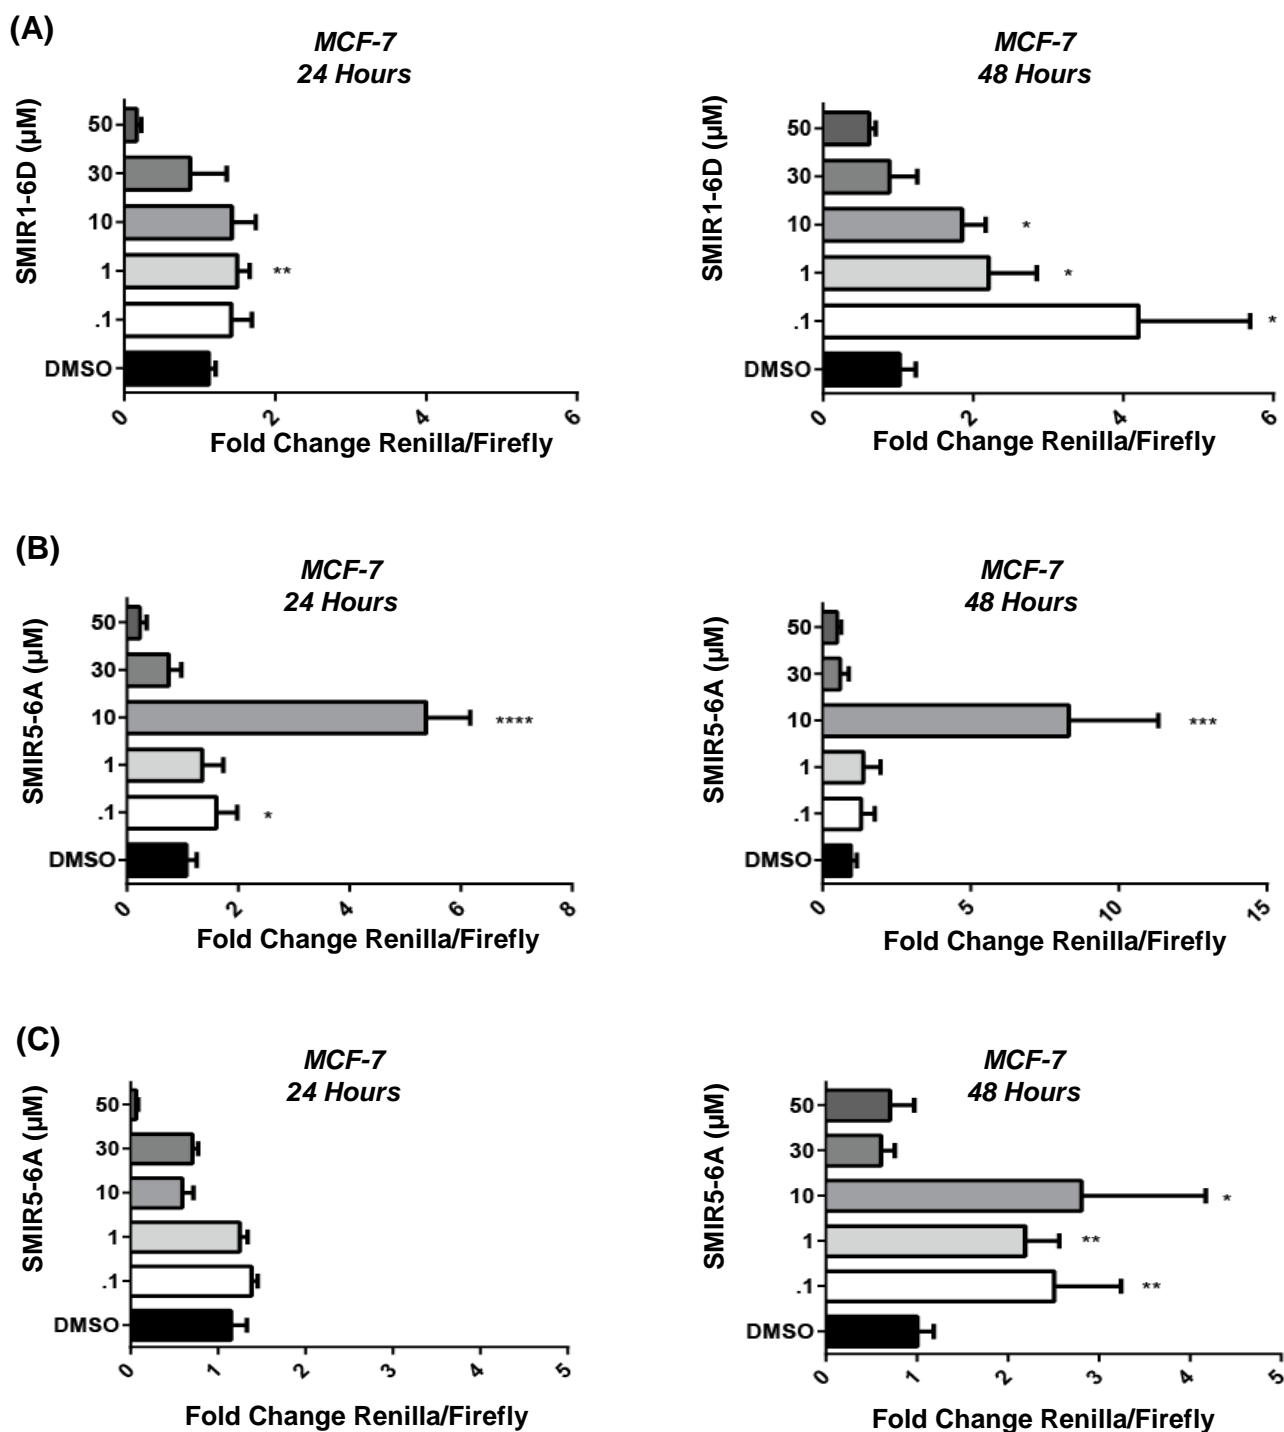 (A)
MCF-7
24 Hours
SMIR1-6D (µM)
50
30
10
1
**
.1
DMSO
0
2
4
6
Fold Change Renilla/Firefly
MCF-7
48 Hours
SMIR1-6D (µM)
50
30
10
*
1
*
.1
*
DMSO
0
2
4
6
Fold Change Renilla/Firefly
(B)
MCF-7
24 Hours
SMIR5-6A (µM)
50
30
10
****
1
.1
*
DMSO
0
2
4
6
8
Fold Change Renilla/Firefly
MCF-7
48 Hours
SMIR5-6A (µM)
50
30
10
***
1
.1
DMSO
0
5
10
15
Fold Change Renilla/Firefly
(C)
MCF-7
24 Hours
SMIR5-6A (µM)
50
30
10
1
.1
DMSO
0
1
2
3
4
5
Fold Change Renilla/Firefly
MCF-7
48 Hours
SMIR5-6A (µM)
50
30
10
*
1
**
.1
**
DMSO
0
1
2
3
4
5
Fold Change Renilla/Firefly